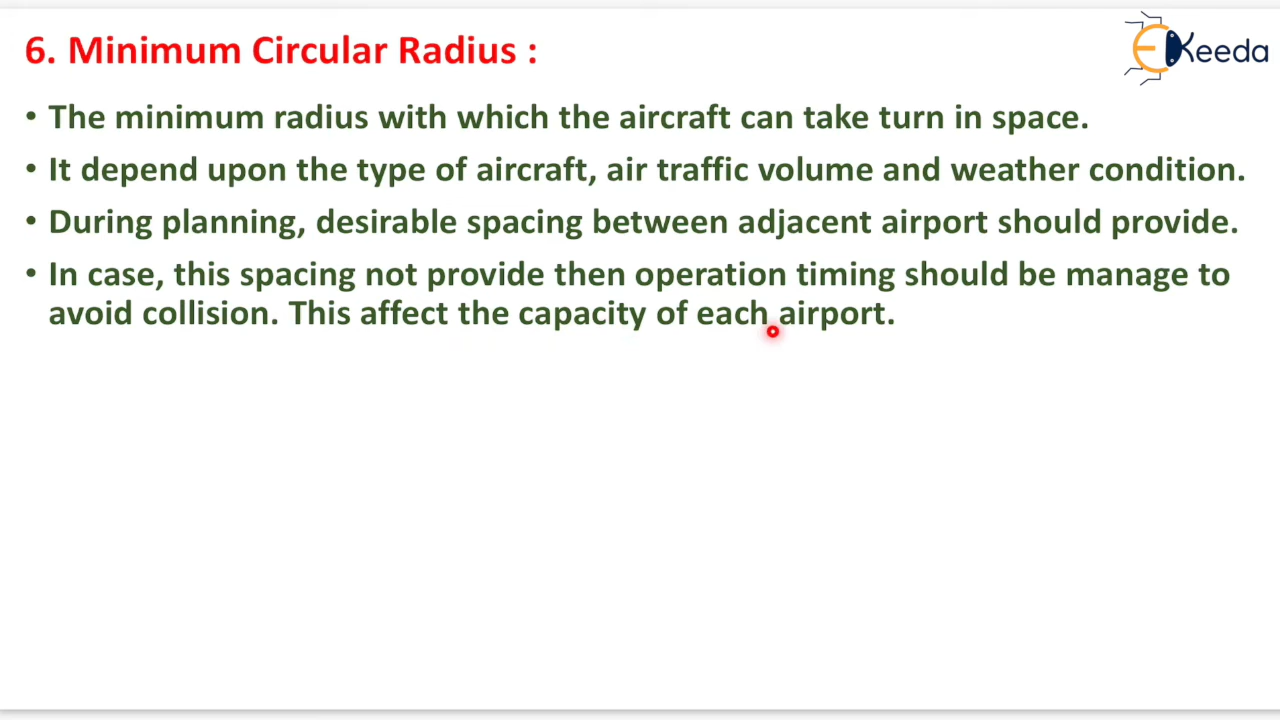 6. Minimum Circular Radius :
EKeeda
• The minimum radius with which the aircraft can take turn in space.
• It depend upon the type of aircraft, air traffic volume and weather condition.
• During planning, desirable spacing between adjacent airport should provide.
• In case, this spacing not provide then operation timing should be manage to
avoid collision. This affect the capacity of each airport.